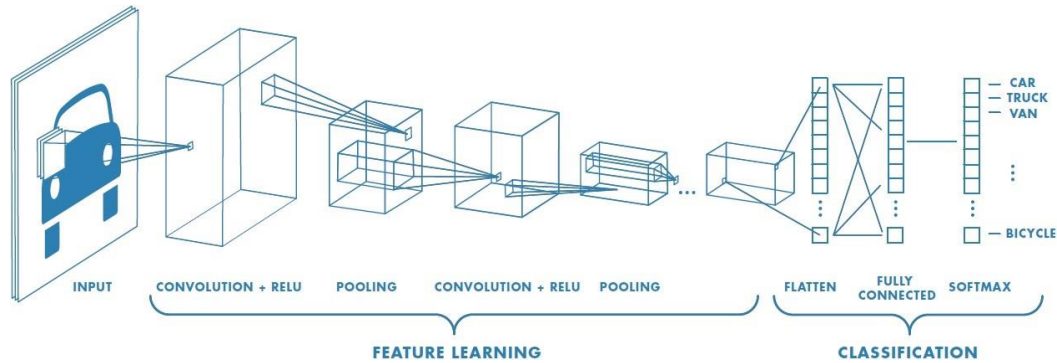 CAR
TRUCK
VAN
BICYCLE
INPUT
CONVOLUTION + RELU
POOLING
CONVOLUTION + RELU
POOLING
FLATTEN
FULLY
CONNECTED
SOFTMAX
FEATURE LEARNING
CLASSIFICATION